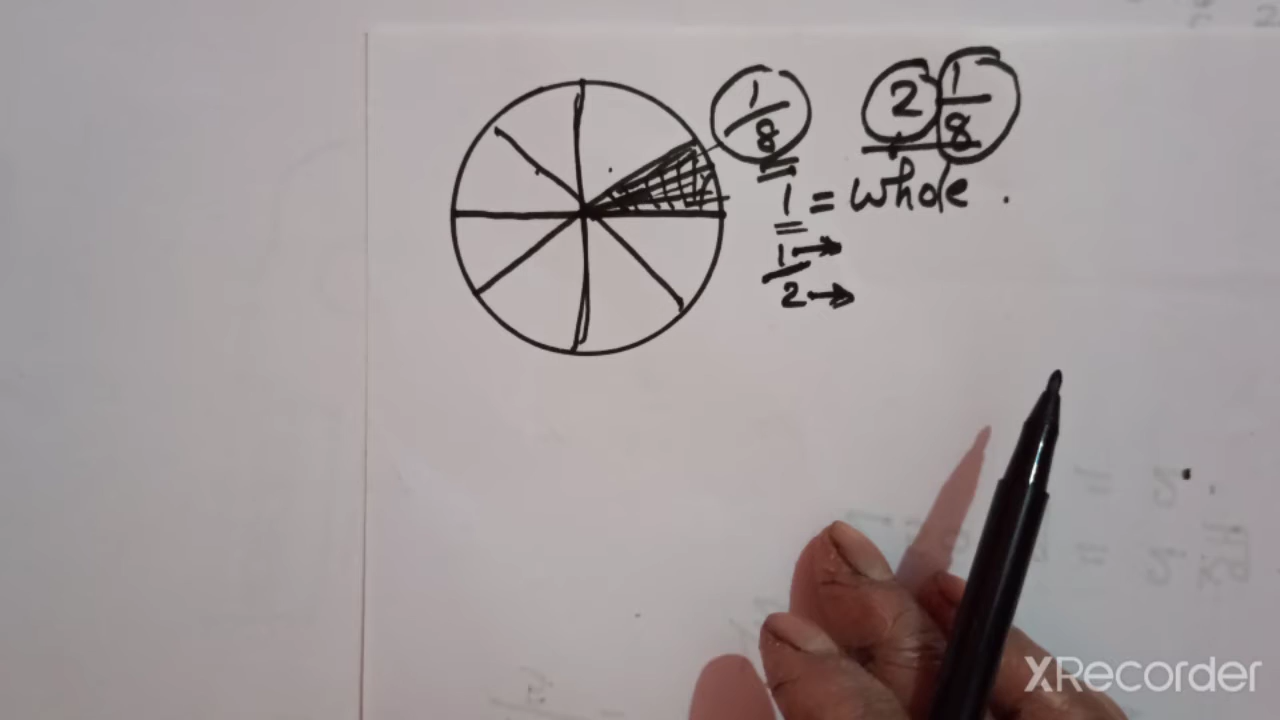 1/8
2 1/8
1 = whole .
1/2
XRecorder